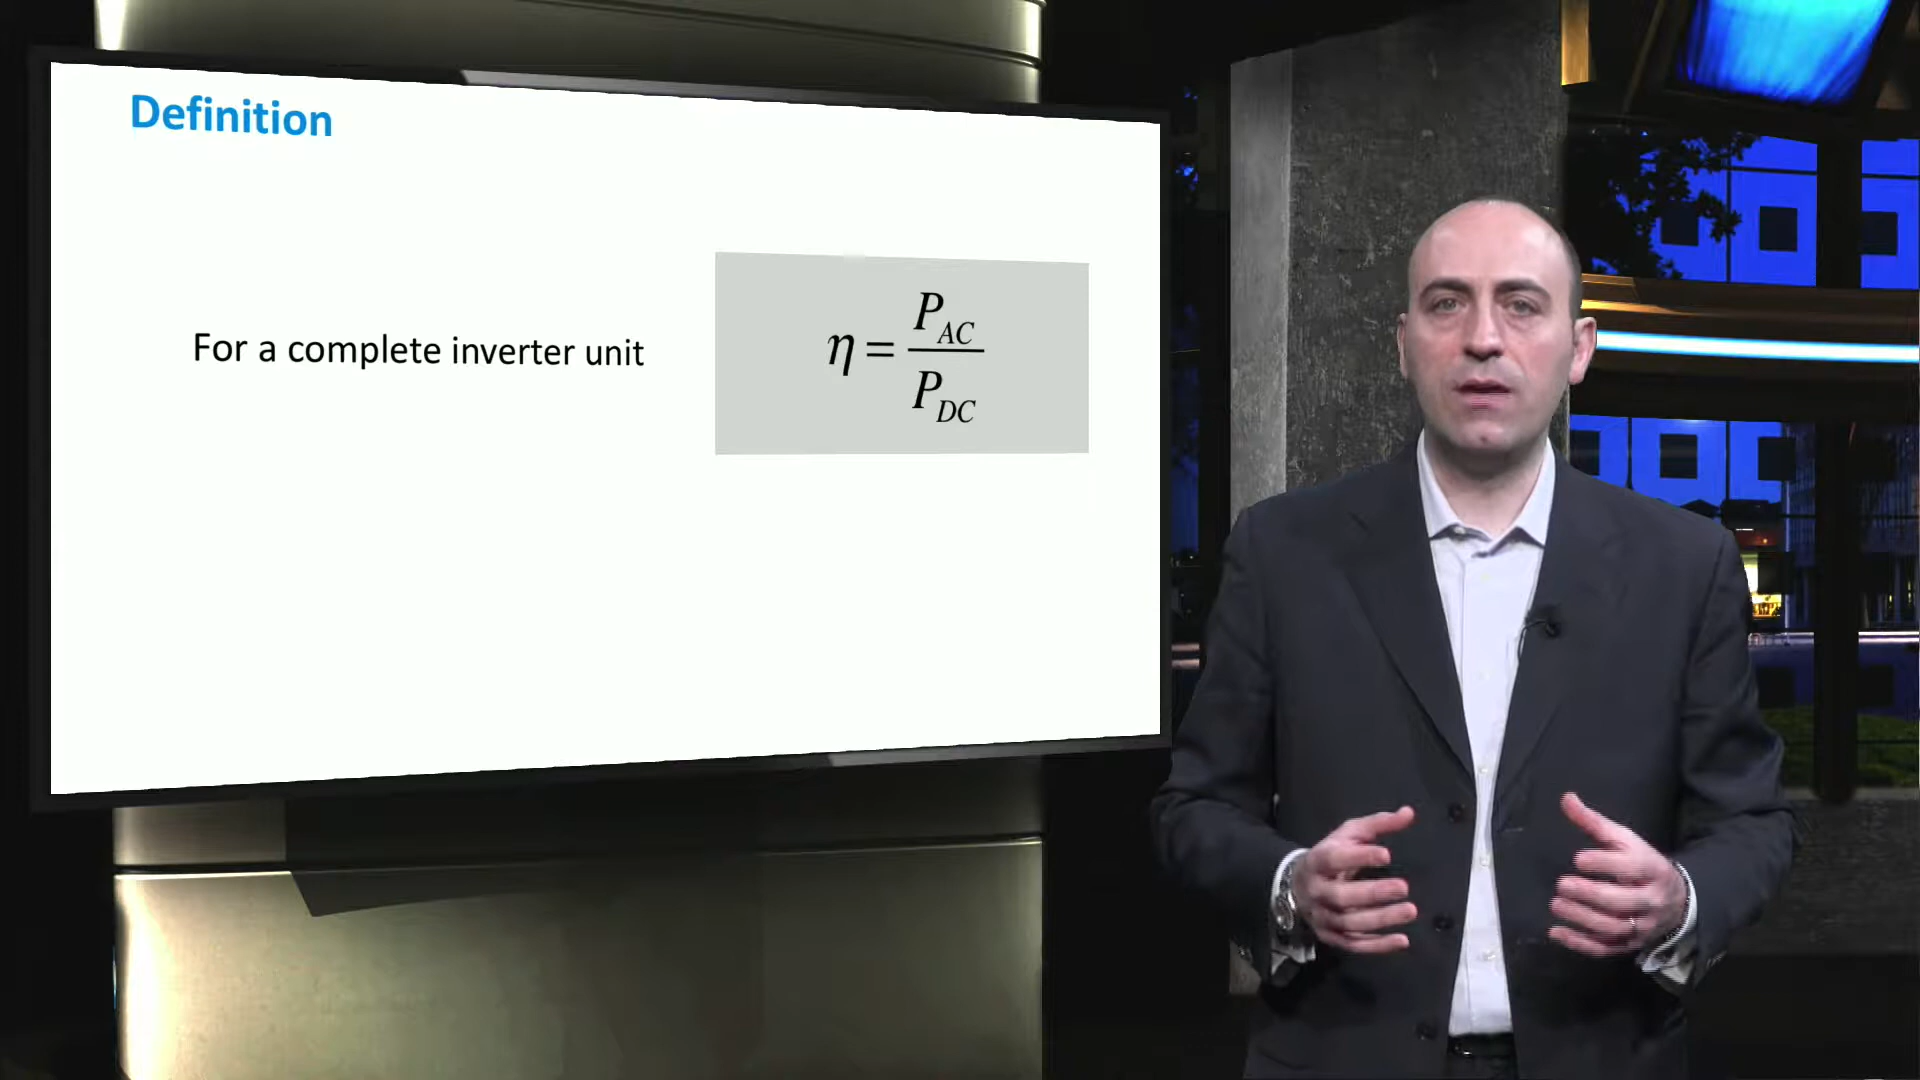 Definition
For a complete inverter unit
η = P_AC / P_DC